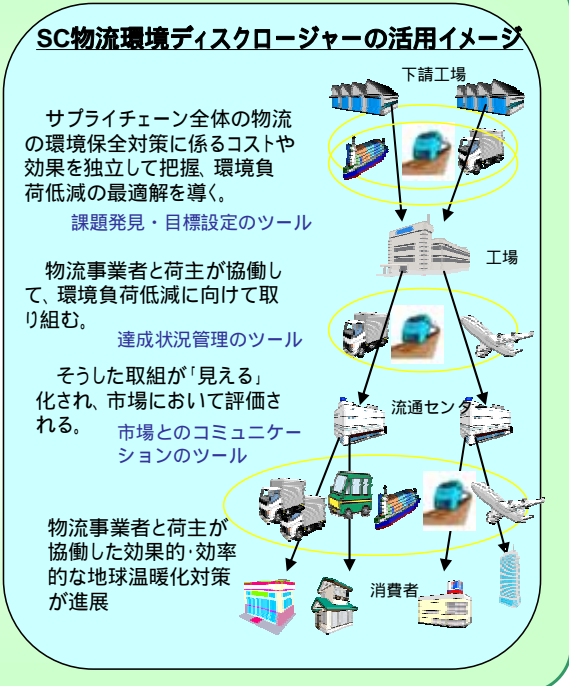 SC物流環境ディスクロージャーの活用イメージ
下請工場
サプライチェーン全体の物流
の環境保全対策に係るコストや
効果を独立して把握、環境負
荷低減の最適解を導く。
課題発見・目標設定のツール
工場
物流事業者と荷主が協働し
て、環境負荷低減に向けて取
り組む。
達成状況管理のツール
そうした取組が「見える」
化され、市場において評価さ
れる。
市場とのコミュニケー
ションのツール
流通センター
物流事業者と荷主が
協働した効果的・効率
的な地球温暖化対策
が進展
消費者